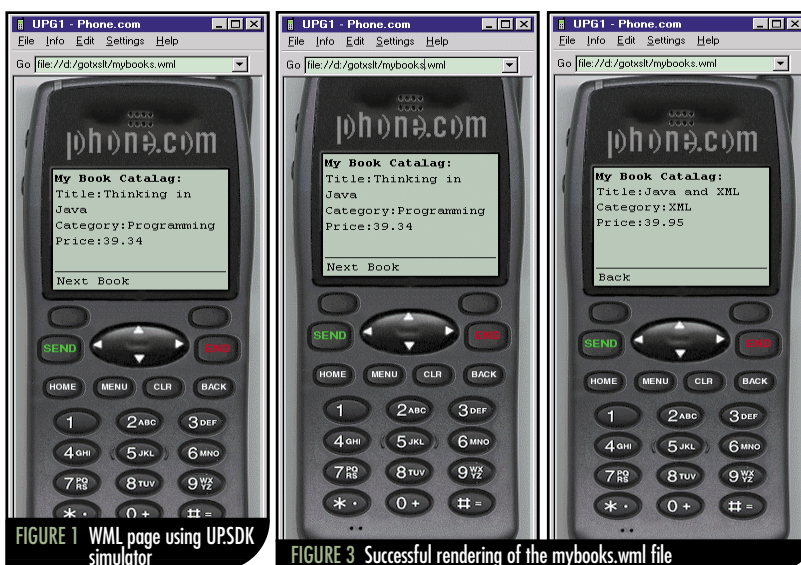 UPG1 - Phone.com
File Info Edit Settings Help
Go file://d:/gotxslt/mybooks.wml
phone.com
My Book Catalag:
Title:Thinking in
Java
Category:Programming
Price:39.34
Next Book
SEND
END
HOME MENU CLR BACK
1 2ABC 3DEF
4GHI 5JKL 6MNO
7PQRS 8TUV 9WXYZ
* · 0 + # =
FIGURE 1 WML page using UP.SDK
simulator
UPG1 - Phone.com
File Info Edit Settings Help
Go file://d:/gotxslt/mybooks.wml
phone.com
My Book Catalag:
Title:Thinking in
Java
Category:Programming
Price:39.34
Next Book
SEND
END
HOME MENU CLR BACK
1 2ABC 3DEF
4GHI 5JKL 6MNO
7PQRS 8TUV 9WXYZ
* · 0 + # =
UPG1 - Phone.com
File Info Edit Settings Help
Go file://d:/gotxslt/mybooks.wml
phone.com
My Book Catalag:
Title:Java and XML
Category:XML
Price:39.95
Back
SEND
END
HOME MENU CLR BACK
1 2ABC 3DEF
4GHI 5JKL 6MNO
7PQRS 8TUV 9WXYZ
* · 0 + # =
FIGURE 3 Successful rendering of the mybooks.wml file